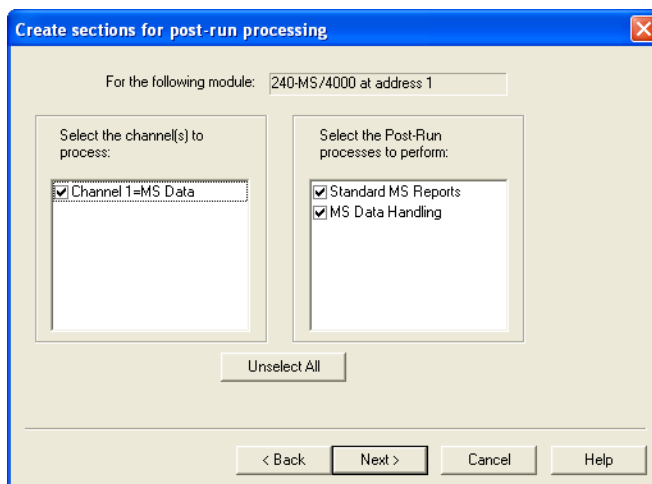 Create sections for post-run processing
For the following module: 240-MS/4000 at address 1
Select the channel(s) to
process:
Channel 1=MS Data
Select the Post-Run
processes to perform:
Standard MS Reports
MS Data Handling
Unselect All
< Back Next > Cancel Help